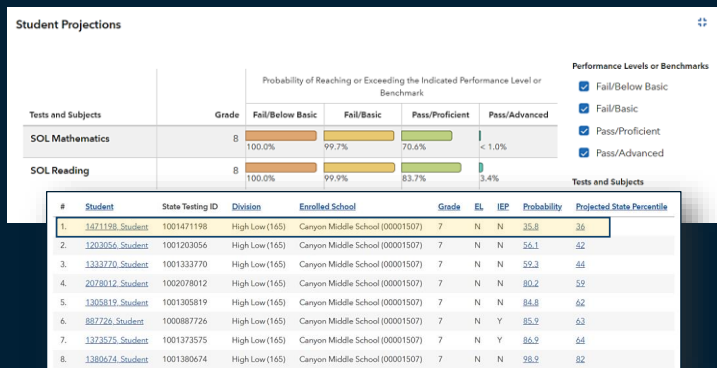 Student Projections
Performance Levels or Benchmarks
Probability of Reaching or Exceeding the Indicated Performance Level or
Benchmark
Fail/Below Basic
Fail/Basic
Pass/Proficient
Pass/Advanced
Tests and Subjects
Tests and Subjects Grade Fail/Below Basic Fail/Basic Pass/Proficient Pass/Advanced
SOL Mathematics 8 100.0% 99.7% 70.6% < 1.0%
SOL Reading 8 100.0% 99.9% 83.7% 3.4%
# Student State Testing ID Division Enrolled School Grade EL IEP Probability Projected State Percentile
1. 1471198, Student 1001471198 High Low (165) Canyon Middle School (00001507) 7 N N 35.8 36
2. 1203056, Student 1001203056 High Low (165) Canyon Middle School (00001507) 7 N N 56.1 42
3. 1333770, Student 1001333770 High Low (165) Canyon Middle School (00001507) 7 N N 59.3 44
4. 2078012, Student 1002078012 High Low (165) Canyon Middle School (00001507) 7 N N 80.2 59
5. 1305819, Student 1001305819 High Low (165) Canyon Middle School (00001507) 7 N N 84.8 62
6. 887726, Student 1000887726 High Low (165) Canyon Middle School (00001507) 7 N Y 85.9 63
7. 1373575, Student 1001373575 High Low (165) Canyon Middle School (00001507) 7 N Y 86.9 64
8. 1380674, Student 1001380674 High Low (165) Canyon Middle School (00001507) 7 N N 98.9 82